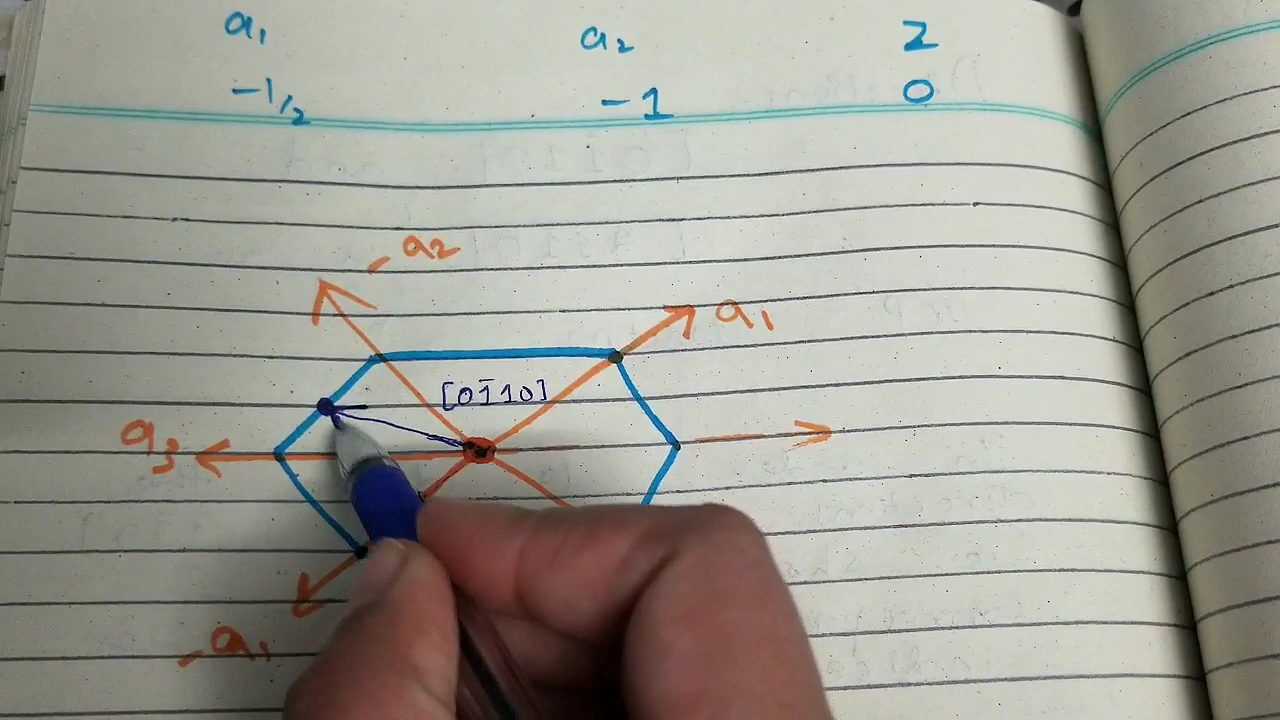 a₁ a₂ Z
-1/2 -1 0
-a₂
a₁
[01̄10]
a₃
-a₁